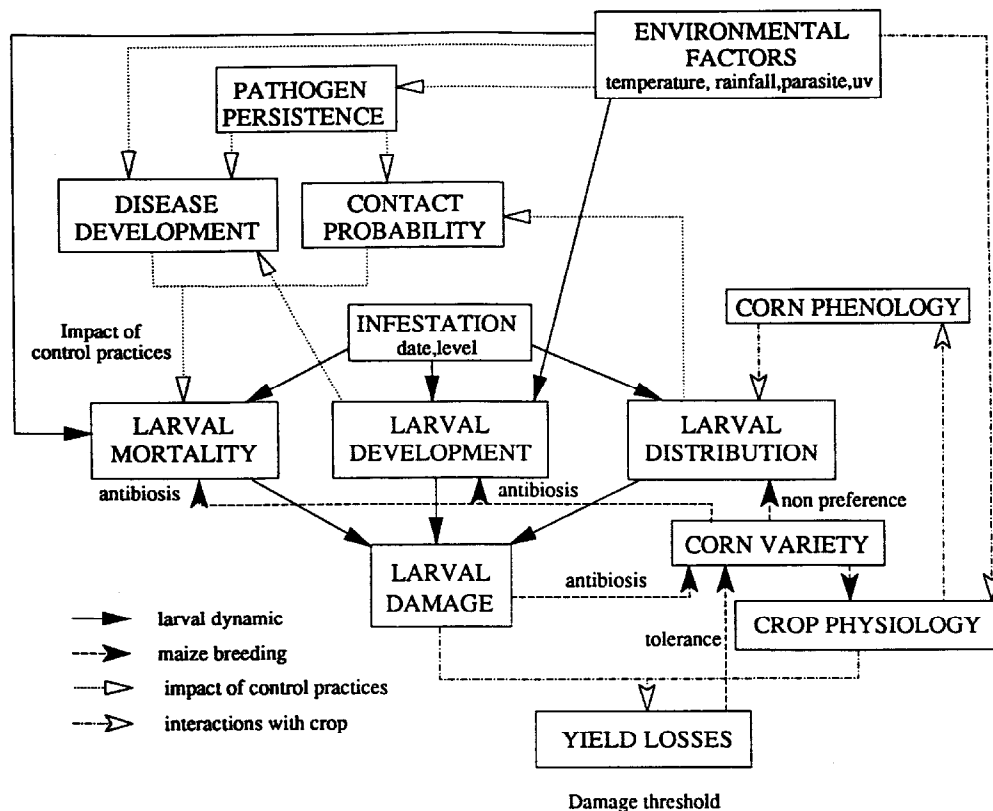 ENVIRONMENTAL
FACTORS
temperature, rainfall,parasite,uv
PATHOGEN
PERSISTENCE
DISEASE
DEVELOPMENT
CONTACT
PROBABILITY
Impact of
control practices
INFESTATION
date,level
CORN PHENOLOGY
LARVAL
MORTALITY
LARVAL
DEVELOPMENT
LARVAL
DISTRIBUTION
antibiosis
antibiosis
non preference
CORN VARIETY
LARVAL
DAMAGE
antibiosis
CROP PHYSIOLOGY
tolerance
larval dynamic
maize breeding
impact of control practices
interactions with crop
YIELD LOSSES
Damage threshold